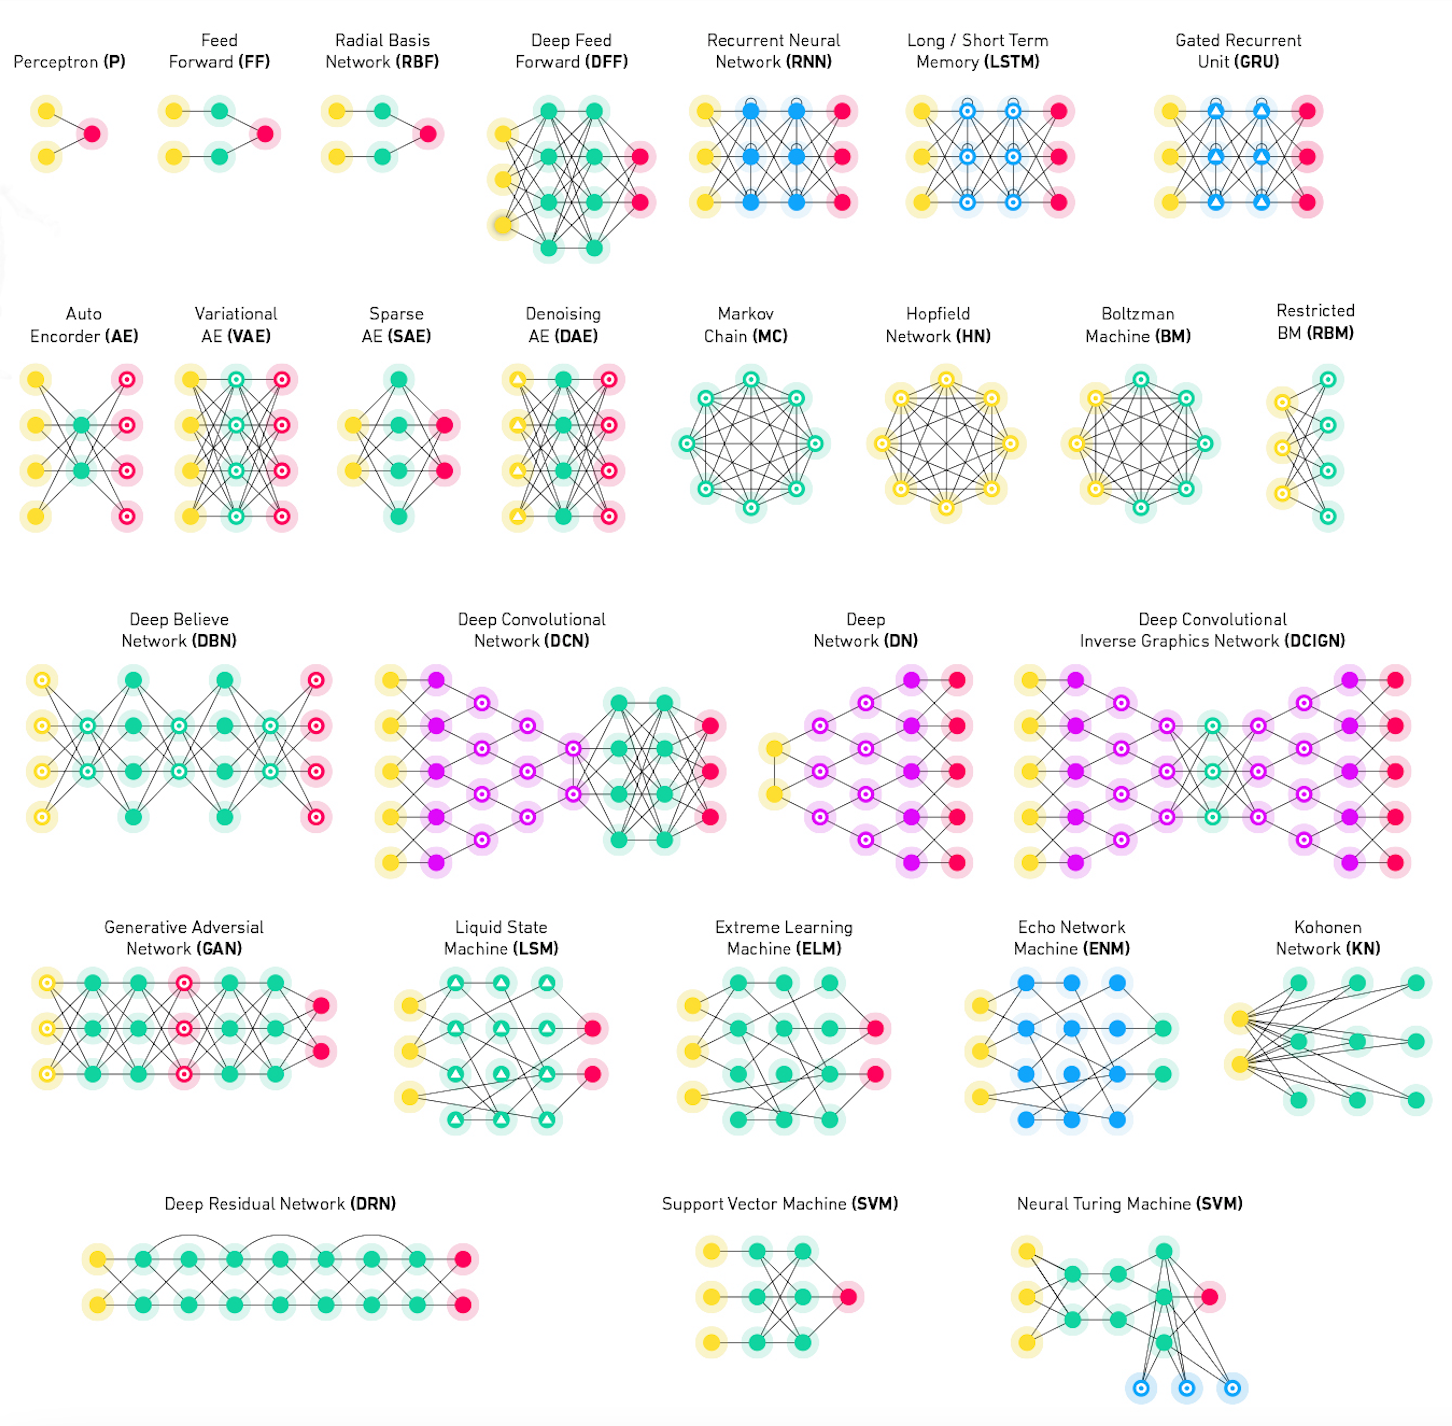 Perceptron (P)
Feed
Forward (FF)
Radial Basis
Network (RBF)
Deep Feed
Forward (DFF)
Recurrent Neural
Network (RNN)
Long / Short Term
Memory (LSTM)
Gated Recurrent
Unit (GRU)
Auto
Encorder (AE)
Variational
AE (VAE)
Sparse
AE (SAE)
Denoising
AE (DAE)
Markov
Chain (MC)
Hopfield
Network (HN)
Boltzman
Machine (BM)
Restricted
BM (RBM)
Deep Believe
Network (DBN)
Deep Convolutional
Network (DCN)
Deep
Network (DN)
Deep Convolutional
Inverse Graphics Network (DCIGN)
Generative Adversial
Network (GAN)
Liquid State
Machine (LSM)
Extreme Learning
Machine (ELM)
Echo Network
Machine (ENM)
Kohonen
Network (KN)
Deep Residual Network (DRN)
Support Vector Machine (SVM)
Neural Turing Machine (SVM)